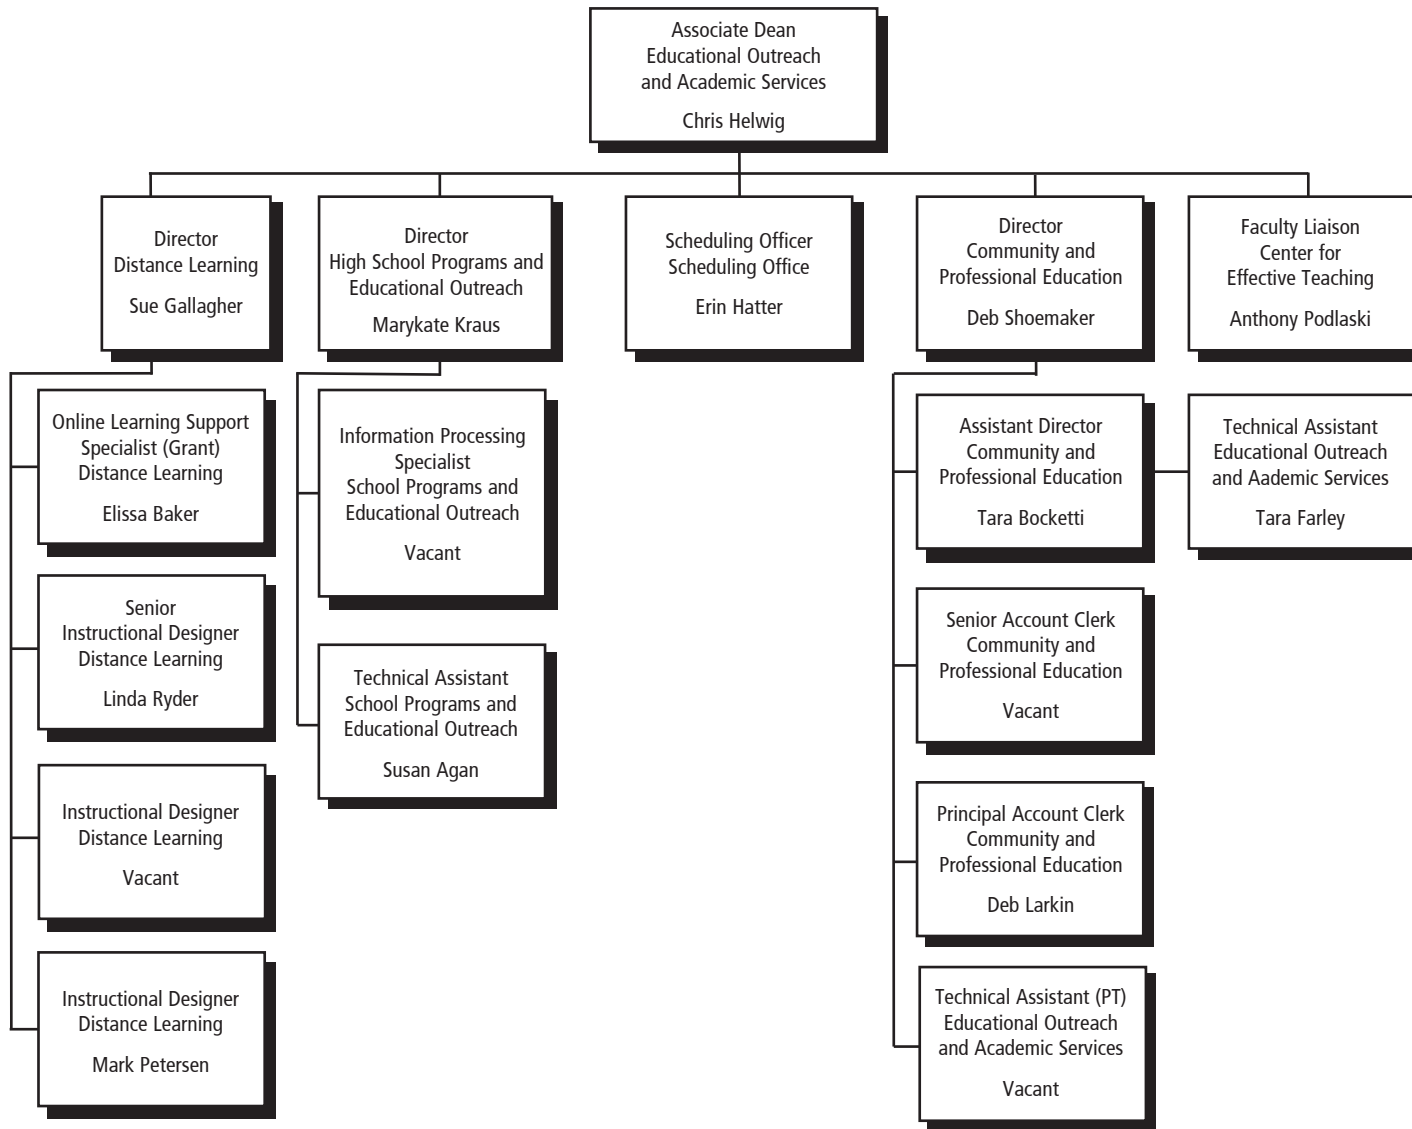 Associate Dean
Educational Outreach
and Academic Services
Chris Helwig
Director
Distance Learning
Sue Gallagher
Director
High School Programs and
Educational Outreach
Marykate Kraus
Scheduling Officer
Scheduling Office
Erin Hatter
Director
Community and
Professional Education
Deb Shoemaker
Faculty Liaison
Center for
Effective Teaching
Anthony Podlaski
Online Learning Support
Specialist (Grant)
Distance Learning
Elissa Baker
Senior
Instructional Designer
Distance Learning
Linda Ryder
Instructional Designer
Distance Learning
Vacant
Instructional Designer
Distance Learning
Mark Petersen
Information Processing
Specialist
School Programs and
Educational Outreach
Vacant
Technical Assistant
School Programs and
Educational Outreach
Susan Agan
Assistant Director
Community and
Professional Education
Tara Bocketti
Technical Assistant
Educational Outreach
and Aademic Services
Tara Farley
Senior Account Clerk
Community and
Professional Education
Vacant
Principal Account Clerk
Community and
Professional Education
Deb Larkin
Technical Assistant (PT)
Educational Outreach
and Academic Services
Vacant